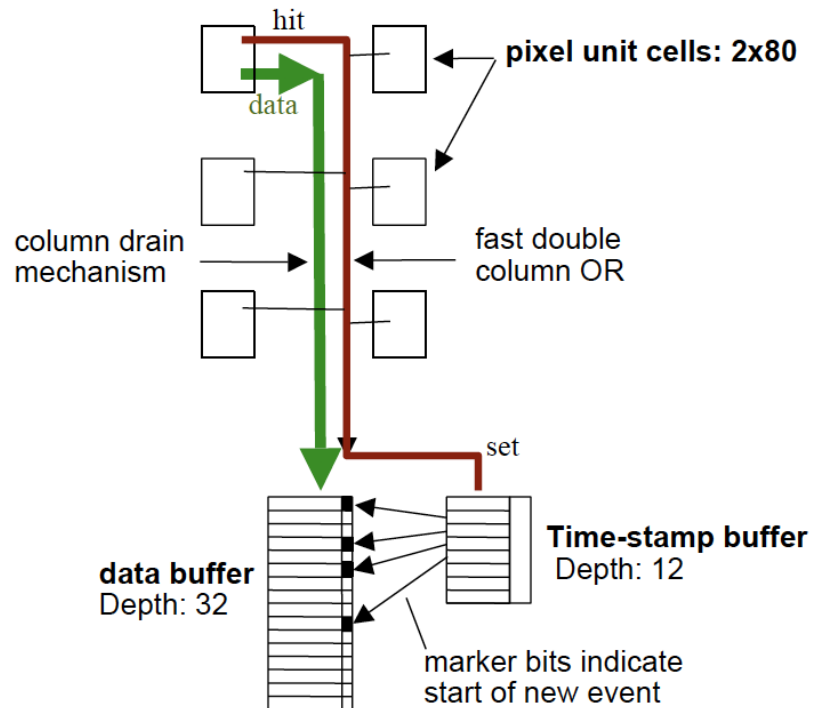 hit
pixel unit cells: 2x80
data
column drain
mechanism
fast double
column OR
set
data buffer
Depth: 32
Time-stamp buffer
Depth: 12
marker bits indicate
start of new event